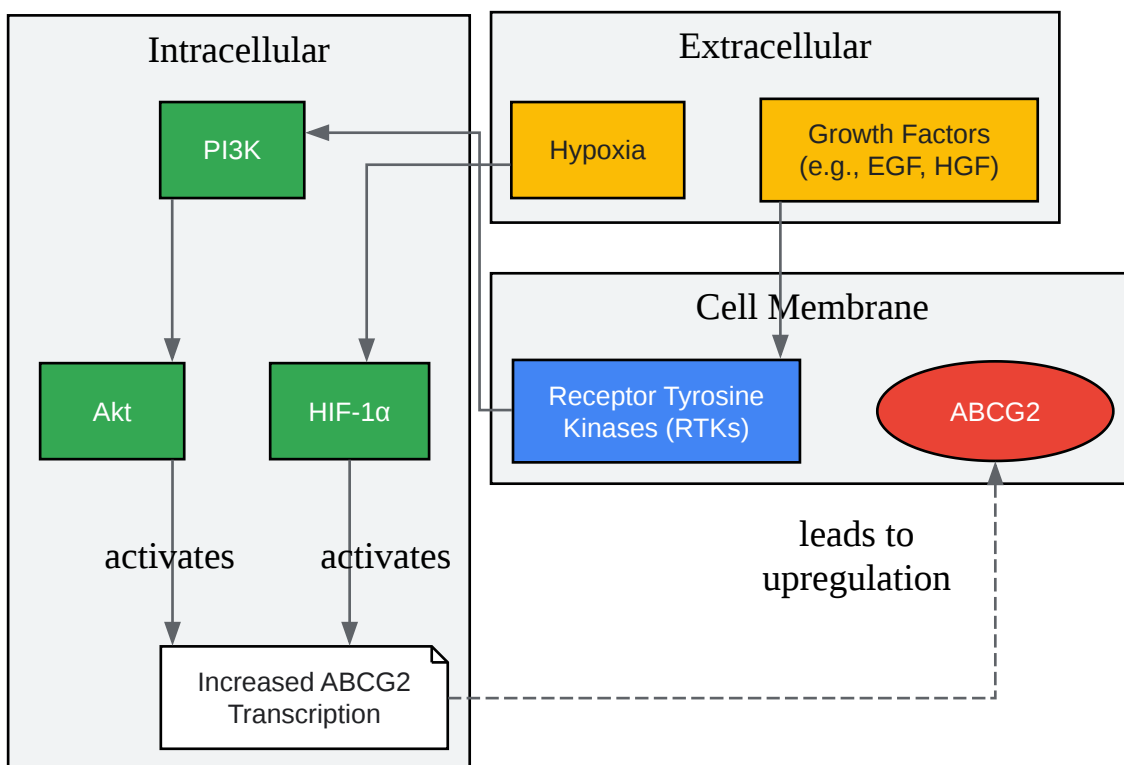 Intracellular
PI3K
Akt
HIF-1α
activates
activates
Increased ABCG2
Transcription
Extracellular
Hypoxia
Growth Factors
(e.g., EGF, HGF)
Cell Membrane
Receptor Tyrosine
Kinases (RTKs)
ABCG2
leads to
upregulation